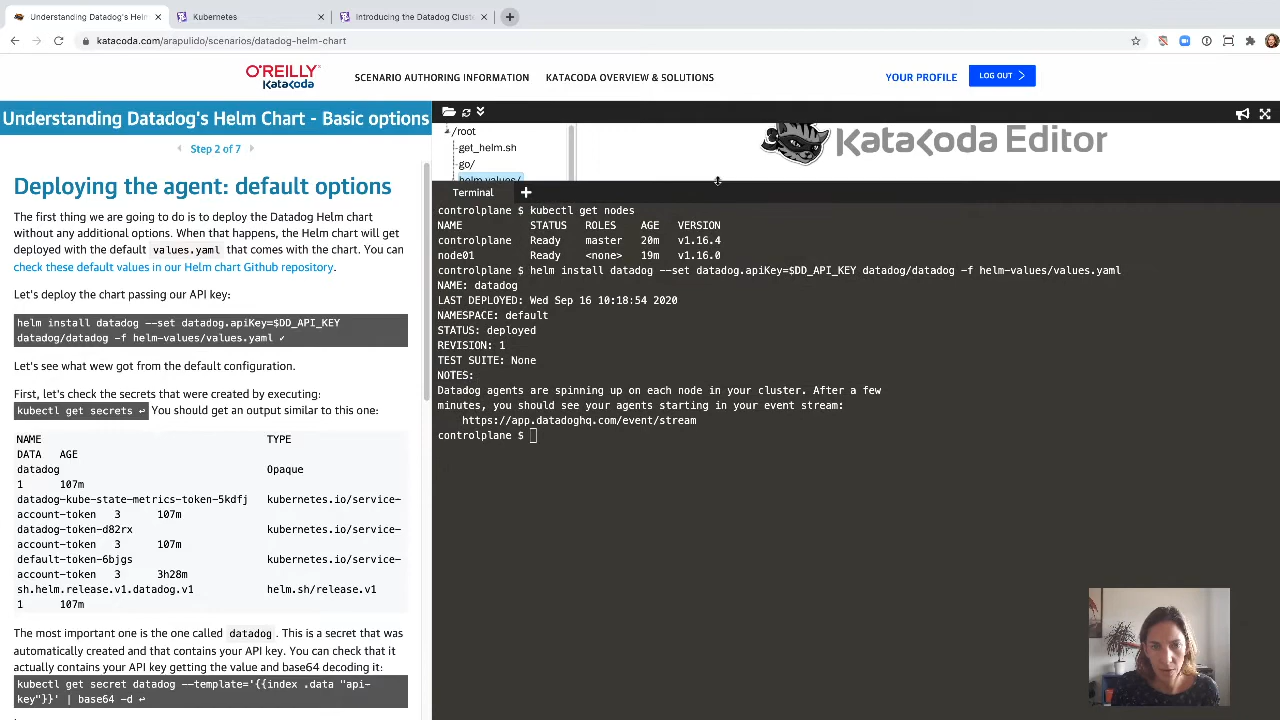 Understanding Datadog's Helm
Kubernetes
Introducing the Datadog Cluste
katacoda.com/arapulido/scenarios/datadog-helm-chart
O'REILLY
Katacoda
SCENARIO AUTHORING INFORMATION
KATACODA OVERVIEW & SOLUTIONS
YOUR PROFILE
LOG OUT
Understanding Datadog's Helm Chart - Basic options
Step 2 of 7
Deploying the agent: default options
The first thing we are going to do is to deploy the Datadog Helm chart
without any additional options. When that happens, the Helm chart will get
deployed with the default values.yaml that comes with the chart. You can
check these default values in our Helm chart Github repository.
Let's deploy the chart passing our API key:
helm install datadog --set datadog.apiKey=$DD_API_KEY
datadog/datadog -f helm-values/values.yaml ✓
Let's see what wew got from the default configuration.
First, let's check the secrets that were created by executing:
kubectl get secrets ↩ You should get an output similar to this one:
NAME TYPE
DATA AGE
datadog Opaque
1 107m
datadog-kube-state-metrics-token-5kdfj kubernetes.io/service-
account-token 3 107m
datadog-token-d82rx kubernetes.io/service-
account-token 3 107m
default-token-6bjgs kubernetes.io/service-
account-token 3 3h28m
sh.helm.release.v1.datadog.v1 helm.sh/release.v1
1 107m
The most important one is the one called datadog. This is a secret that was
automatically created and that contains your API key. You can check that it
actually contains your API key getting the value and base64 decoding it:
kubectl get secret datadog --template='{{index .data "api-
key"}}' | base64 -d ↩
/root
get_helm.sh
go/
helm-values/
Katacoda Editor
Terminal
controlplane $ kubectl get nodes
NAME STATUS ROLES AGE VERSION
controlplane Ready master 20m v1.16.4
node01 Ready <none> 19m v1.16.0
controlplane $ helm install datadog --set datadog.apiKey=$DD_API_KEY datadog/datadog -f helm-values/values.yaml
NAME: datadog
LAST DEPLOYED: Wed Sep 16 10:18:54 2020
NAMESPACE: default
STATUS: deployed
REVISION: 1
TEST SUITE: None
NOTES:
Datadog agents are spinning up on each node in your cluster. After a few
minutes, you should see your agents starting in your event stream:
https://app.datadoghq.com/event/stream
controlplane $